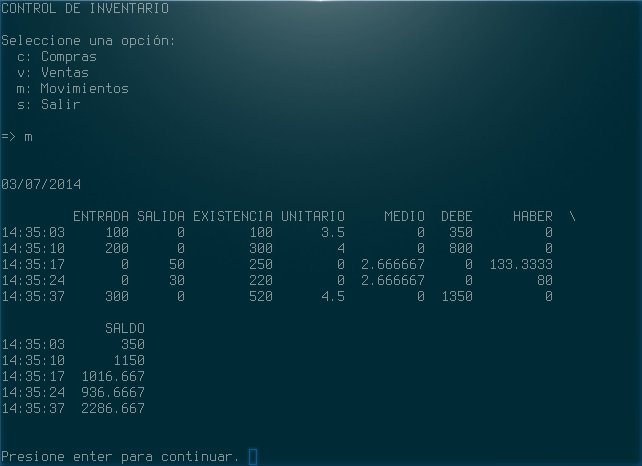 CONTROL DE INVENTARIO
Seleccione una opción:
c: Compras
v: Ventas
m: Movimientos
s: Salir
=> m
03/07/2014
ENTRADA SALIDA EXISTENCIA UNITARIO MEDIO DEBE HABER \
14:35:03 100 0 100 3.5 0 350 0
14:35:10 200 0 300 4 0 800 0
14:35:17 0 50 250 0 2.666667 0 133.3333
14:35:24 0 30 220 0 2.666667 0 80
14:35:37 300 0 520 4.5 0 1350 0
SALDO
14:35:03 350
14:35:10 1150
14:35:17 1016.667
14:35:24 936.6667
14:35:37 2286.667
Presione enter para continuar.